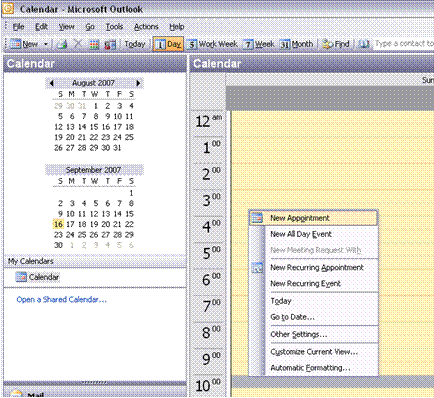 Calendar - Microsoft Outlook
File Edit View Go Tools Actions Help
New Today 1 Day 5 Work Week 7 Week 31 Month Find Type a contact to
Calendar
August 2007
S M T W T F S
29 30 31 1 2 3 4
5 6 7 8 9 10 11
12 13 14 15 16 17 18
19 20 21 22 23 24 25
26 27 28 29 30 31
September 2007
S M T W T F S
1
2 3 4 5 6 7 8
9 10 11 12 13 14 15
16 17 18 19 20 21 22
23 24 25 26 27 28 29
30 1 2 3 4 5 6
My Calendars
Calendar
Open a Shared Calendar...
Mail
Calendar
Sun
12 am
1 00
2 00
3 00
4 00
5 00
6 00
7 00
8 00
9 00
10 00
New Appointment
New All Day Event
New Meeting Request With
New Recurring Appointment
New Recurring Event
Today
Go to Date...
Other Settings...
Customize Current View...
Automatic Formatting...